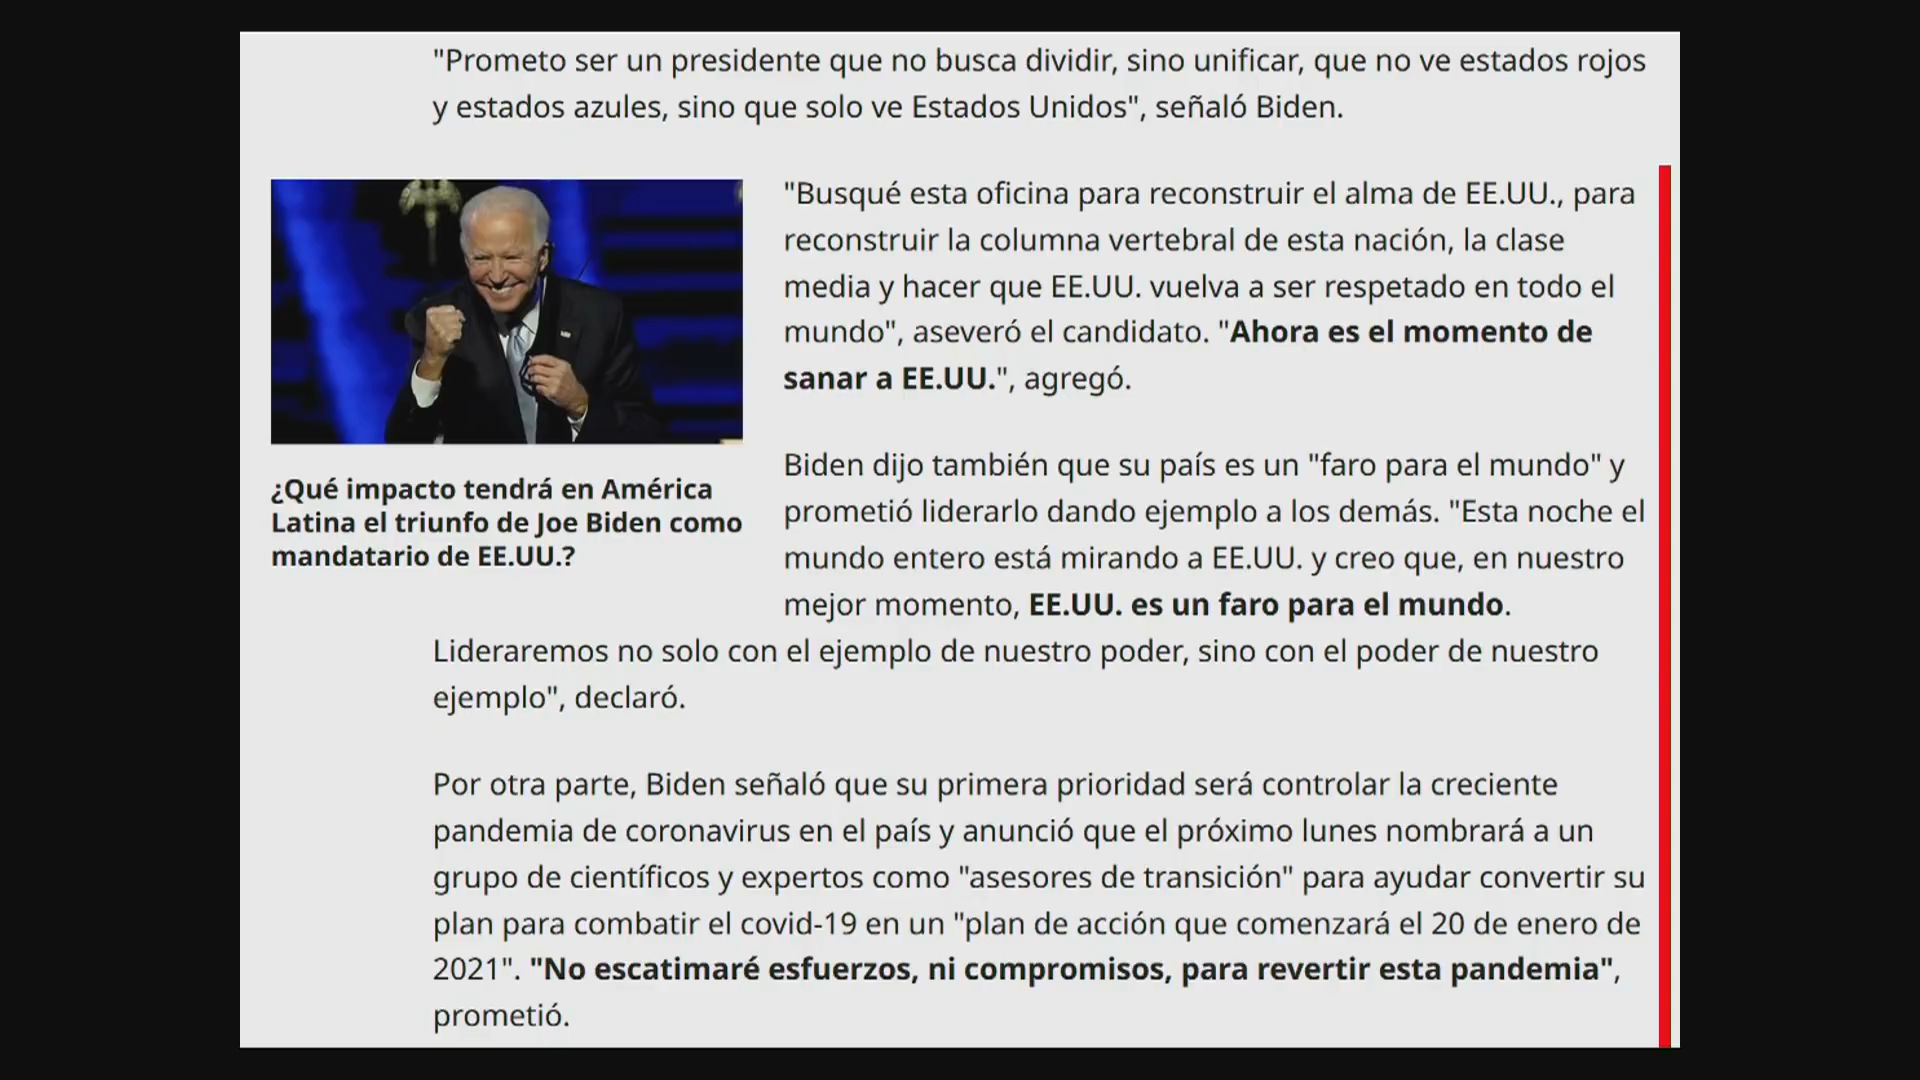 "Prometo ser un presidente que no busca dividir, sino unificar, que no ve estados rojos
y estados azules, sino que solo ve Estados Unidos", señaló Biden.
¿Qué impacto tendrá en América
Latina el triunfo de Joe Biden como
mandatario de EE.UU.?
"Busqué esta oficina para reconstruir el alma de EE.UU., para
reconstruir la columna vertebral de esta nación, la clase
media y hacer que EE.UU. vuelva a ser respetado en todo el
mundo", aseveró el candidato. "Ahora es el momento de
sanar a EE.UU.", agregó.
Biden dijo también que su país es un "faro para el mundo" y
prometió liderarlo dando ejemplo a los demás. "Esta noche el
mundo entero está mirando a EE.UU. y creo que, en nuestro
mejor momento, EE.UU. es un faro para el mundo.
Lideraremos no solo con el ejemplo de nuestro poder, sino con el poder de nuestro
ejemplo", declaró.
Por otra parte, Biden señaló que su primera prioridad será controlar la creciente
pandemia de coronavirus en el país y anunció que el próximo lunes nombrará a un
grupo de científicos y expertos como "asesores de transición" para ayudar convertir su
plan para combatir el covid-19 en un "plan de acción que comenzará el 20 de enero de
2021". "No escatimaré esfuerzos, ni compromisos, para revertir esta pandemia",
prometió.